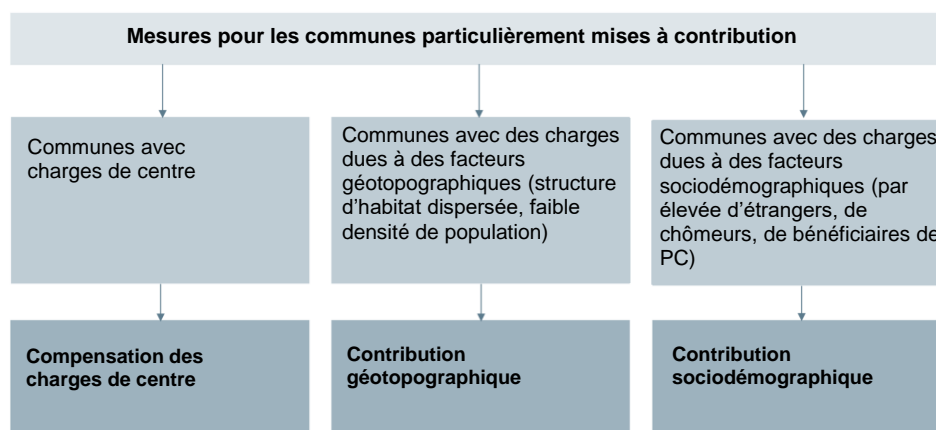 Mesures pour les communes particulièrement mises à contribution
Communes avec
charges de centre
Communes avec des charges
dues à des facteurs
géotopographiques (structure
d'habitat dispersée, faible
densité de population)
Communes avec des charges
dues à des facteurs
sociodémographiques (par
élevée d'étrangers, de
chômeurs, de bénéficiaires de
PC)
Compensation des
charges de centre
Contribution
géotopographique
Contribution
sociodémographique